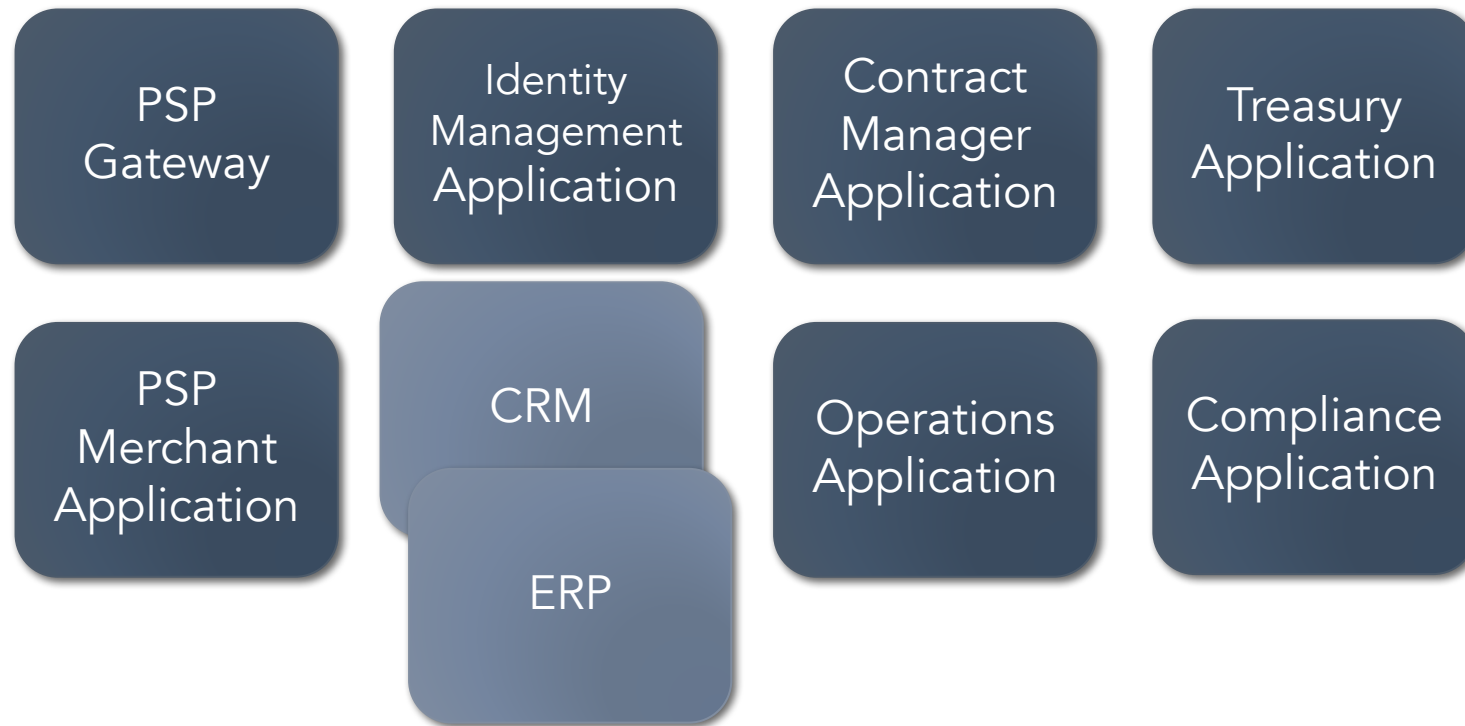 PSP
Gateway
Identity
Management
Application
Contract
Manager
Application
Treasury
Application
PSP
Merchant
Application
CRM
ERP
Operations
Application
Compliance
Application